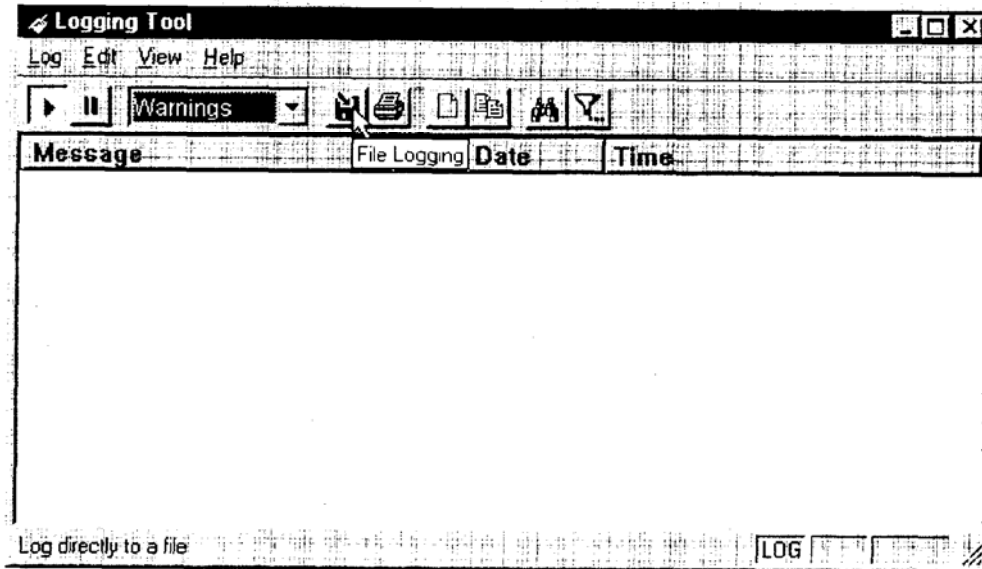 Logging Tool
Log Edit View Help
Warnings
File Logging
Message Date Time
Log directly to a file
LOG